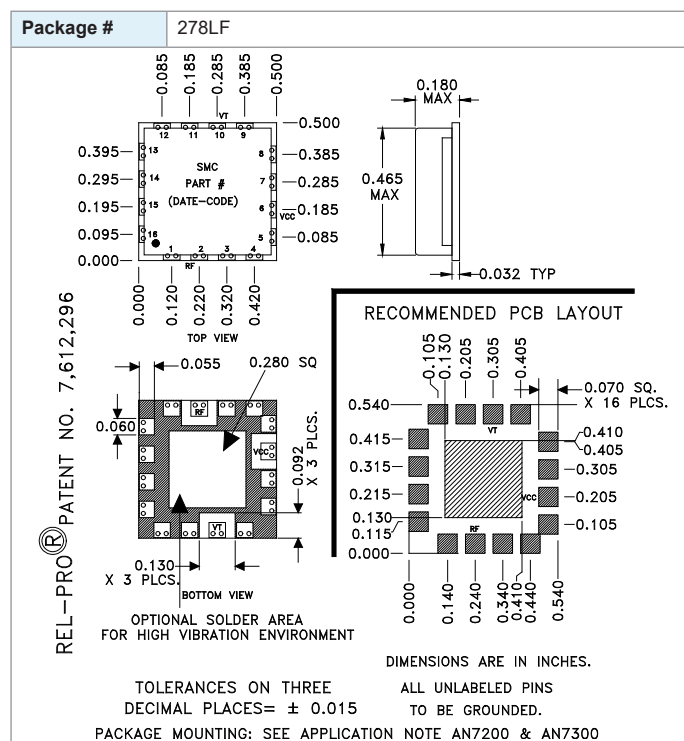 Package # 278LF
0.085 0.185 0.285 0.385 0.500
0.180
MAX
VT
0.500
12 11 10 9
0.395 13 8 0.385
SMC
0.295 14 PART # 7 0.285
0.465
MAX
0.195 15 (DATE-CODE) 6 0.185
VCC
0.095 16 5 0.085
0.000 1 2 3 4
RF
0.032 TYP
0.000 0.120 0.220 0.320 0.420
TOP VIEW
REL-PRO® PATENT NO. 7,612,296
0.055 0.280 SQ
RF
0.060
VCC
0.092
X 3 PLCS.
VT
0.130
X 3 PLCS.
BOTTOM VIEW
OPTIONAL SOLDER AREA
FOR HIGH VIBRATION ENVIRONMENT
RECOMMENDED PCB LAYOUT
0.105 0.130 0.205 0.305 0.405
0.070 SQ.
X 16 PLCS.
0.540
VT
0.415 0.410
0.405
0.315 0.305
0.215 VCC 0.205
0.130
0.115 0.105
RF
0.000
0.000 0.140 0.240 0.340 0.410 0.440 0.540
DIMENSIONS ARE IN INCHES.
TOLERANCES ON THREE
DECIMAL PLACES= ± 0.015
ALL UNLABELED PINS
TO BE GROUNDED.
PACKAGE MOUNTING: SEE APPLICATION NOTE AN7200 & AN7300